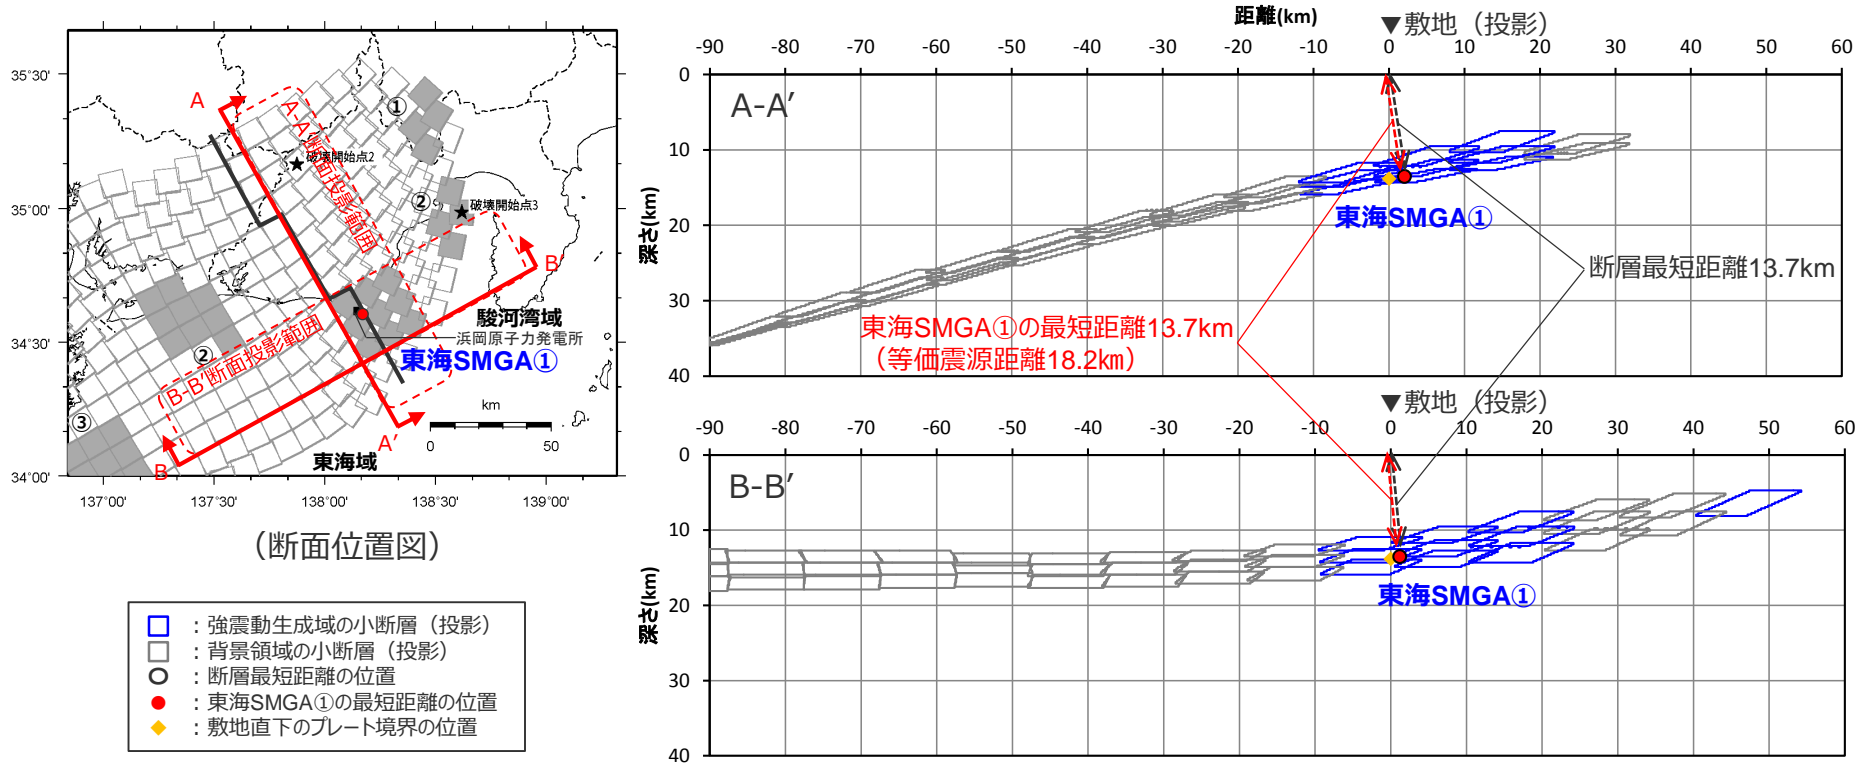 35°30'
35°00'
34°30'
34°00'
137°00'
137°30'
138°00'
138°30'
139°00'
A
A-A'断面投影範囲
①
破壊開始点2
②
破壊開始点3
B'
駿河湾域
浜岡原子力発電所
東海SMGA①
②
B-B'断面投影範囲
③
km
0
50
A'
B
東海域
(断面位置図)
:強震動生成域の小断層(投影)
:背景領域の小断層(投影)
:断層最短距離の位置
:東海SMGA①の最短距離の位置
:敷地直下のプレート境界の位置
距離(km)
▼敷地(投影)
-90 -80 -70 -60 -50 -40 -30 -20 -10 0 10 20 30 40 50 60
A-A'
深さ(km)
0
10
20
30
40
東海SMGA①
断層最短距離13.7km
東海SMGA①の最短距離13.7km
(等価震源距離18.2km)
▼敷地(投影)
-90 -80 -70 -60 -50 -40 -30 -20 -10 0 10 20 30 40 50 60
B-B'
深さ(km)
0
10
20
30
40
東海SMGA①